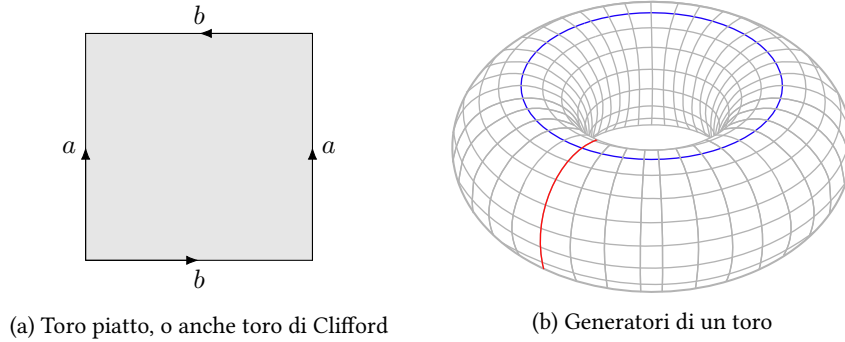 b
a
a
b
(a) Toro piatto, o anche toro di Clifford
(b) Generatori di un toro